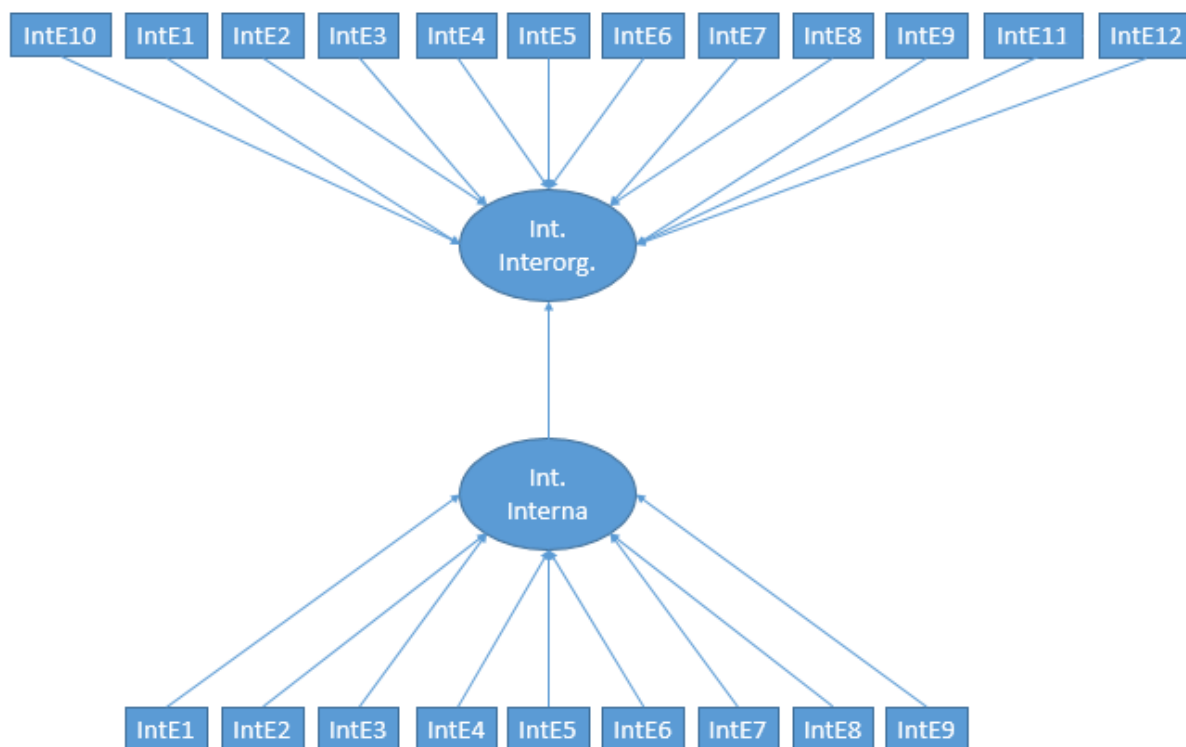 IntE10 IntE1 IntE2 IntE3 IntE4 IntE5 IntE6 IntE7 IntE8 IntE9 IntE11 IntE12
Int.
Interorg.
Int.
Interna
IntE1 IntE2 IntE3 IntE4 IntE5 IntE6 IntE7 IntE8 IntE9